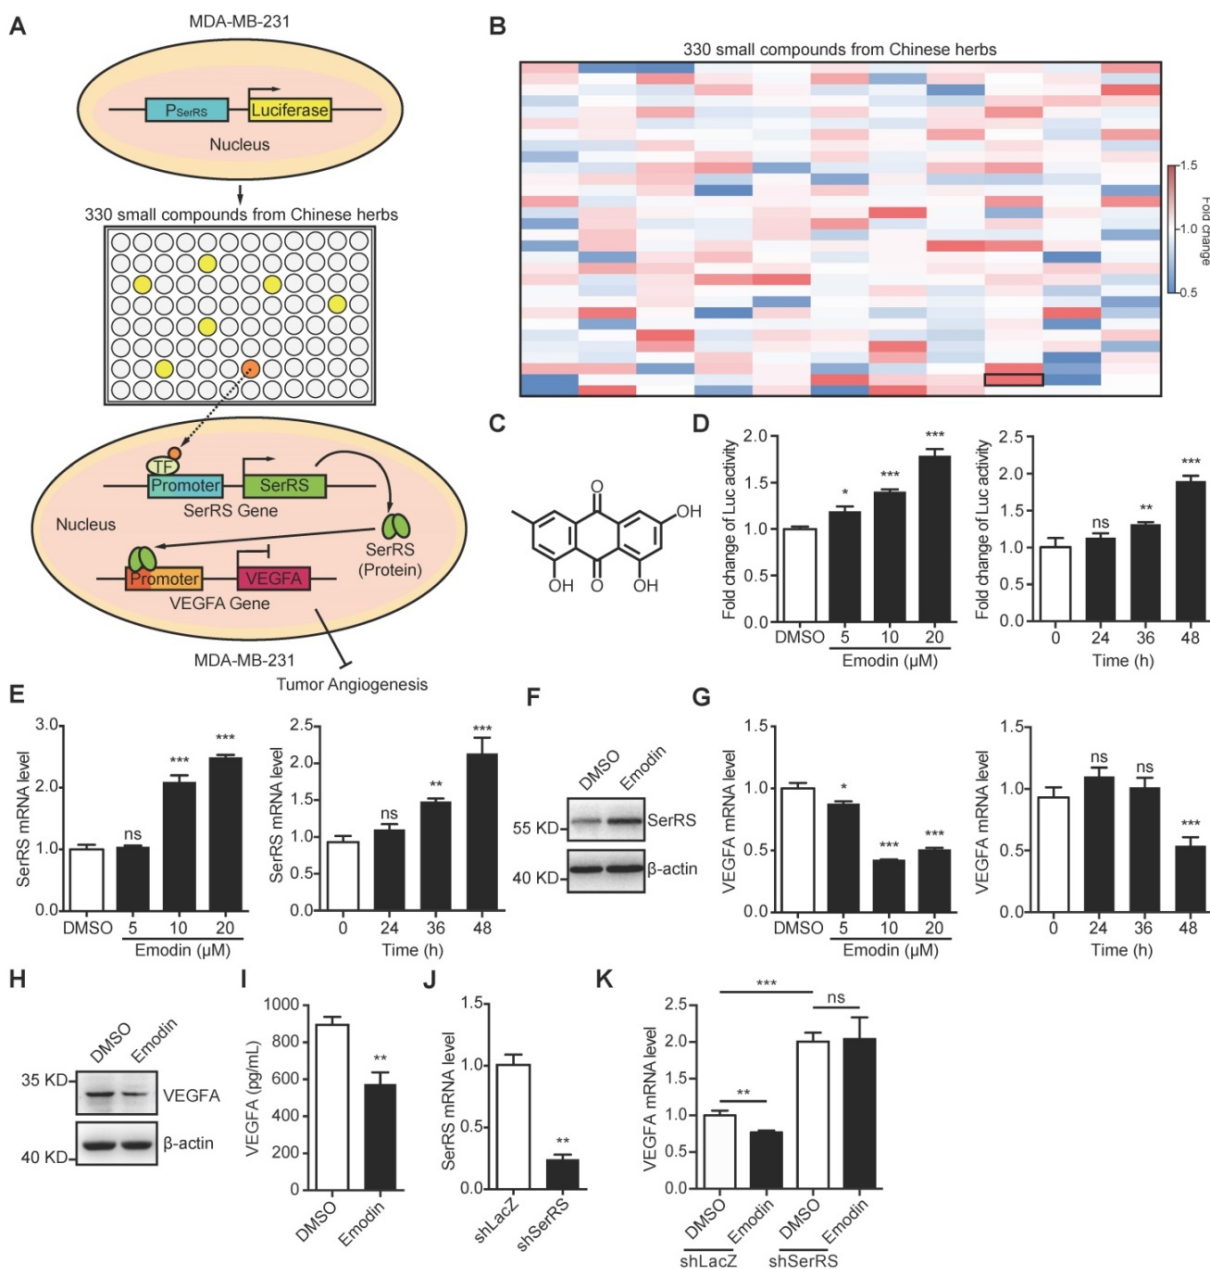 A
MDA-MB-231
PSerRS
Luciferase
Nucleus
330 small compounds from Chinese herbs
TF
Promoter
SerRS
SerRS Gene
Nucleus
SerRS
(Protein)
Promoter
VEGFA
VEGFA Gene
MDA-MB-231
Tumor Angiogenesis
B
330 small compounds from Chinese herbs
1.5
1.0
0.5
Fold change
C
O
OH
OH
O
OH
D
Fold change of Luc activity
2.0
1.5
1.0
0.5
0.0
*
***
***
DMSO
5
10
20
Emodin (μM)
Fold change of Luc activity
2.5
2.0
1.5
1.0
0.5
0.0
ns
**
***
0
24
36
48
Time (h)
E
SerRS mRNA level
3.0
2.0
1.0
0.0
ns
***
***
DMSO
5
10
20
Emodin (μM)
SerRS mRNA level
2.5
2.0
1.5
1.0
0.5
0.0
ns
**
***
0
24
36
48
Time (h)
F
DMSO
Emodin
55 KD
SerRS
40 KD
β-actin
G
VEGFA mRNA level
1.5
1.0
0.5
0.0
*
***
***
DMSO
5
10
20
Emodin (μM)
VEGFA mRNA level
1.5
1.0
0.5
0.0
ns
ns
***
0
24
36
48
Time (h)
H
DMSO
Emodin
35 KD
VEGFA
40 KD
β-actin
I
VEGFA (pg/mL)
1000
800
600
400
200
0
**
DMSO
Emodin
J
SerRS mRNA level
1.5
1.0
0.5
0.0
**
shLacZ
shSerRS
K
VEGFA mRNA level
2.5
2.0
1.5
1.0
0.5
0.0
***
ns
**
DMSO
Emodin
DMSO
Emodin
shLacZ
shSerRS